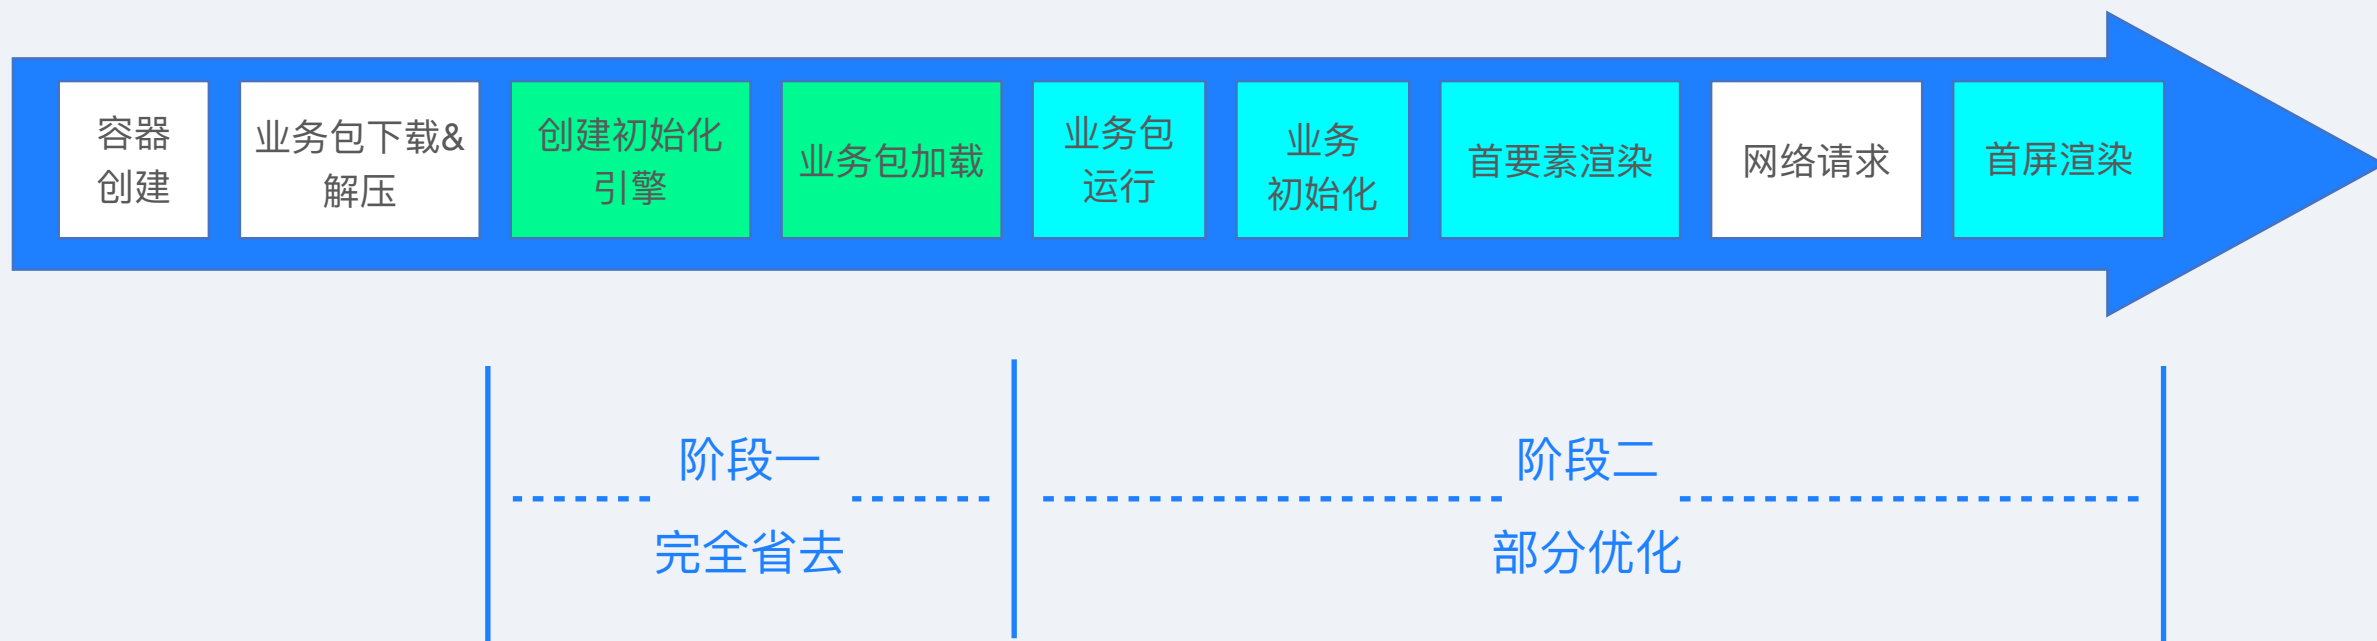 容器
创建
业务包下载&
解压
创建初始化
引擎
业务包加载
业务包
运行
业务
初始化
首要素渲染
网络请求
首屏渲染
阶段一
完全省去
阶段二
部分优化